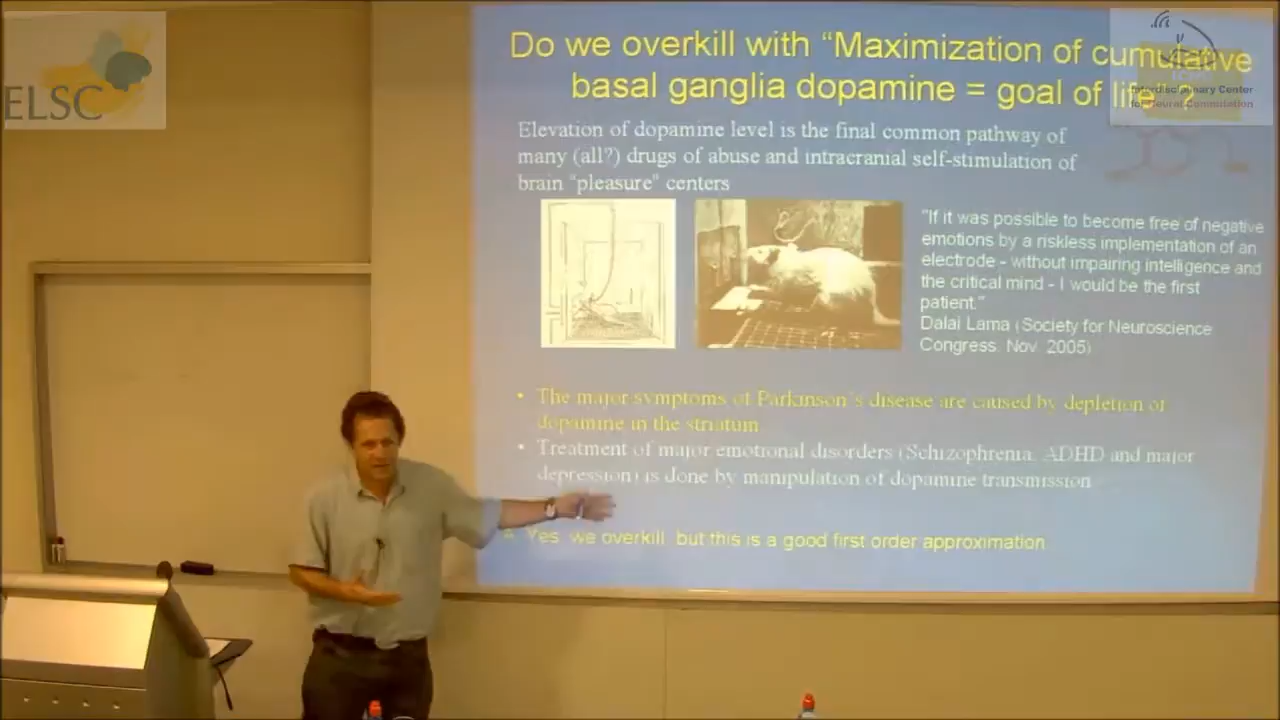 ELSC
Do we overkill with “Maximization of cumulative
basal ganglia dopamine = goal of life” ?
Interdisciplinary Center
for Neural Computation
Elevation of dopamine level is the final common pathway of
many (all?) drugs of abuse and intracranial self-stimulation of
brain “pleasure” centers
“If it was possible to become free of negative
emotions by a riskless implementation of an
electrode - without impairing intelligence and
the critical mind - I would be the first
patient.”
Dalai Lama (Society for Neuroscience
Congress. Nov. 2005)
• The major symptoms of Parkinson's disease are caused by depletion of
dopamine in the striatum
• Treatment of major emotional disorders (Schizophrenia, ADHD and major
depression) is done by manipulation of dopamine transmission
Yes, we overkill, but this is a good first order approximation.